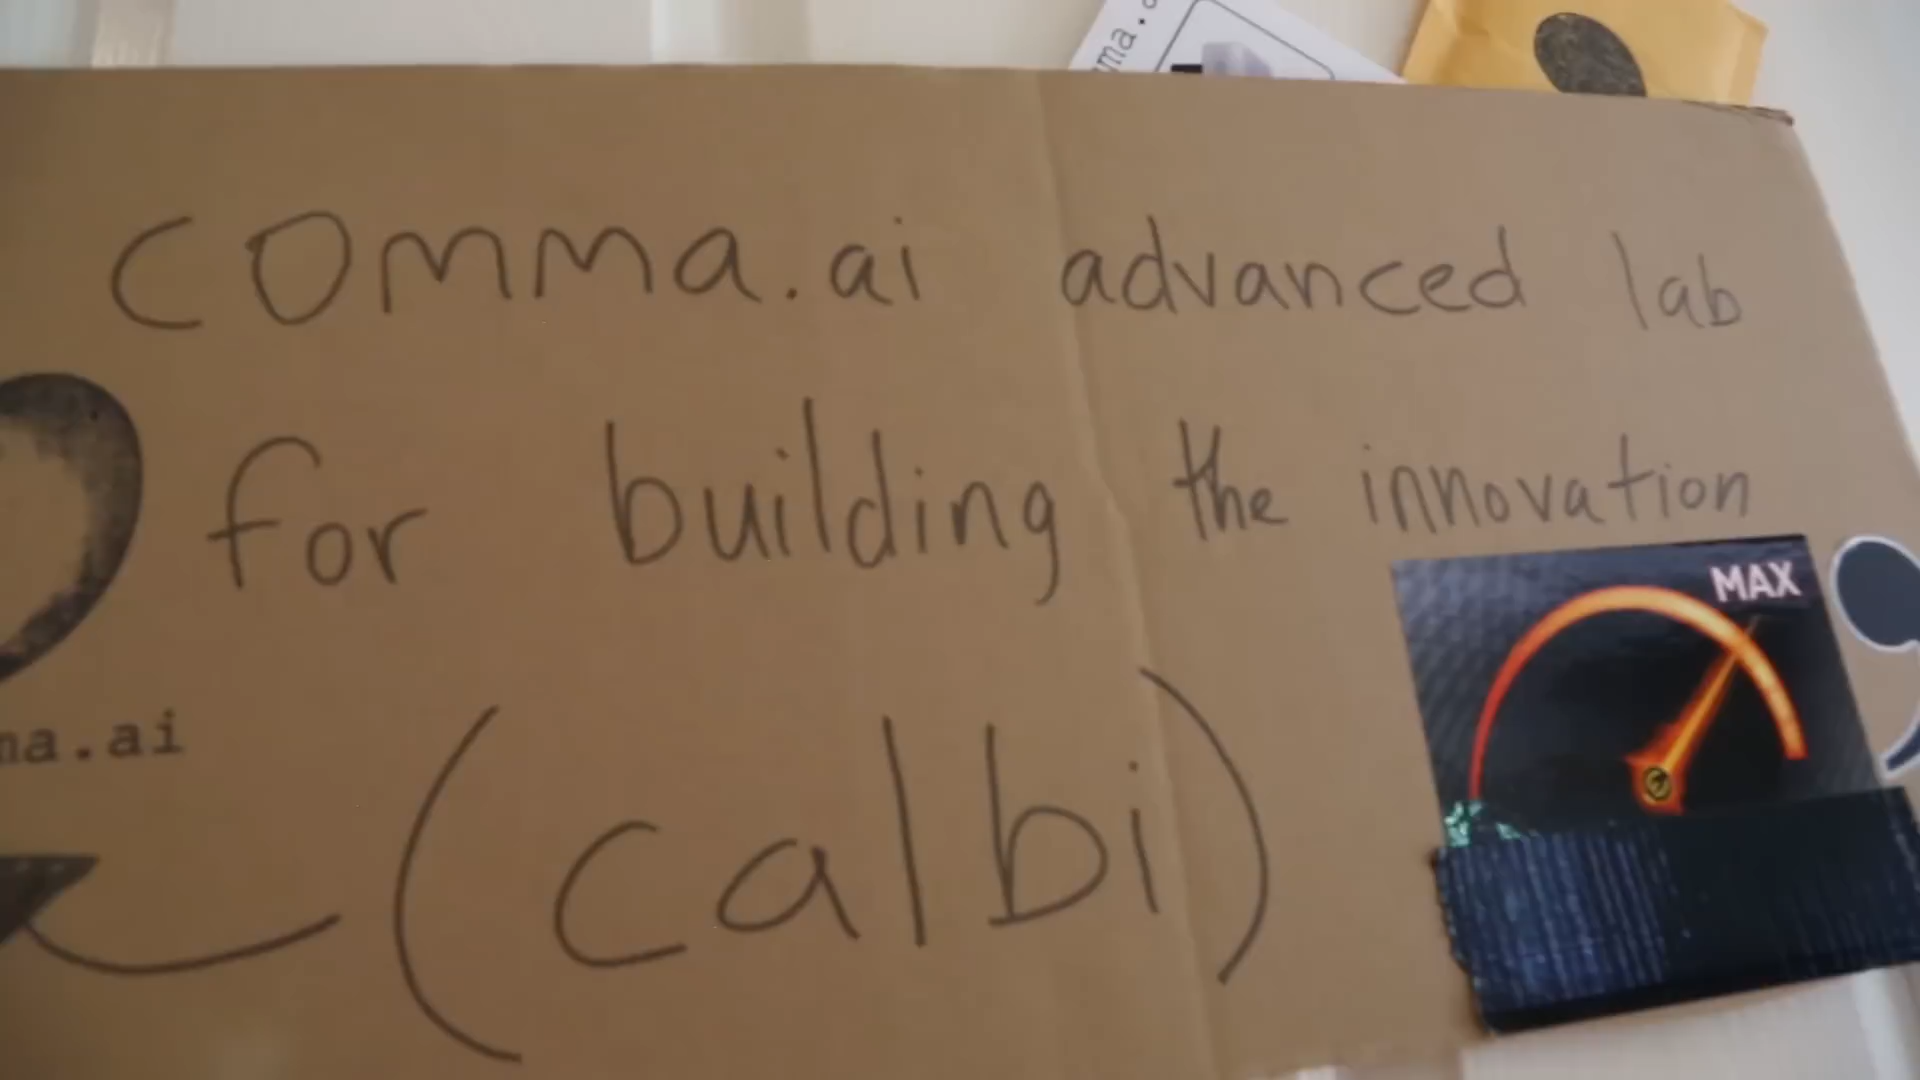 comma.ai advanced lab
for building the innovation
MAX
ma.ai
(calbi)